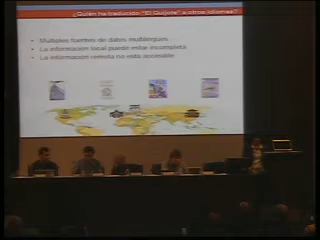 ¿Quién ha traducido "El Quijote" a otros idiomas?
• Múltiples fuentes de datos multilingües
• La información local puede estar incompleta
• La información remota no está accesible